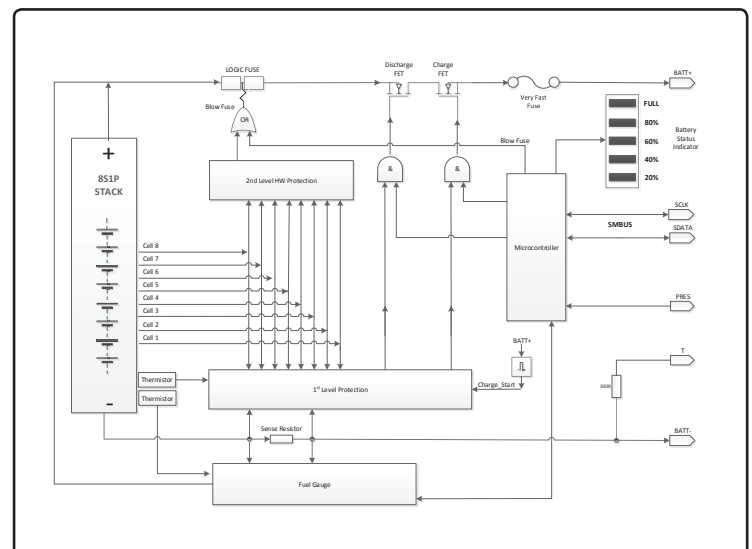 LOGIC FUSE
Discharge
FET
Charge
FET
BATT+
Very Fast
Fuse
Blow Fuse
OR
FULL
80%
60%
40%
20%
Battery
Status
Indicator
Blow Fuse
+
8S1P
STACK
2nd Level HW Protection
&
&
SCLK
SMBUS
SDATA
Microcontroller
Cell 8
Cell 7
Cell 6
Cell 5
Cell 4
Cell 3
Cell 2
Cell 1
PRES
BATT+
T
Thermistor
Thermistor
1st Level Protection
Charge_Start
300R
-
Sense Resistor
BATT-
Fuel Gauge